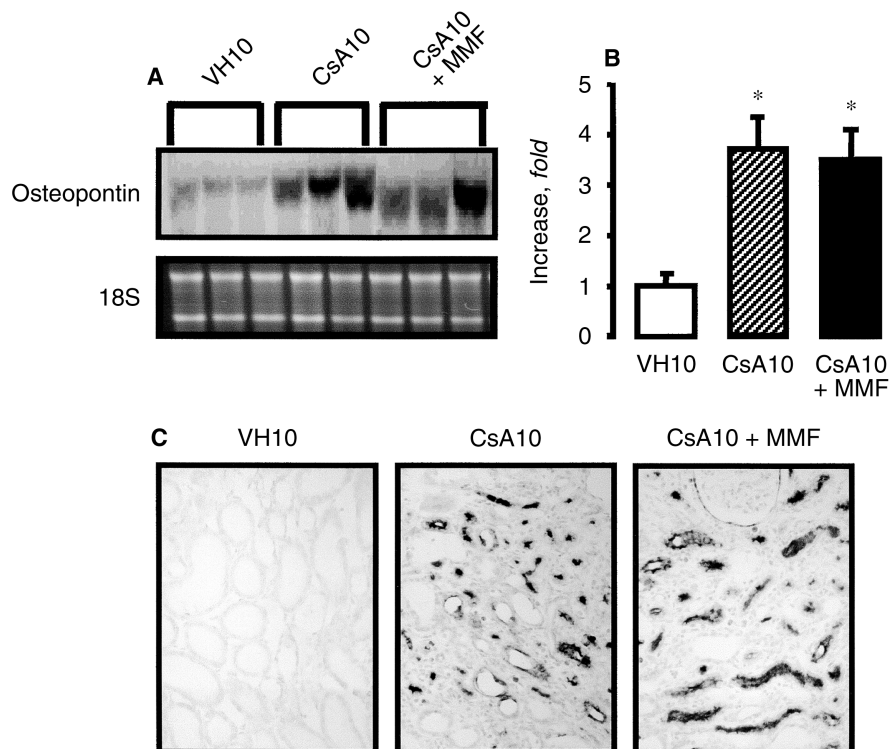 A
VH10
CsA10
CsA10
+ MMF
Osteopontin
18S
B
Increase, fold
5
4
3
2
1
0
*
*
VH10
CsA10
CsA10
+ MMF
C
VH10
CsA10
CsA10 + MMF